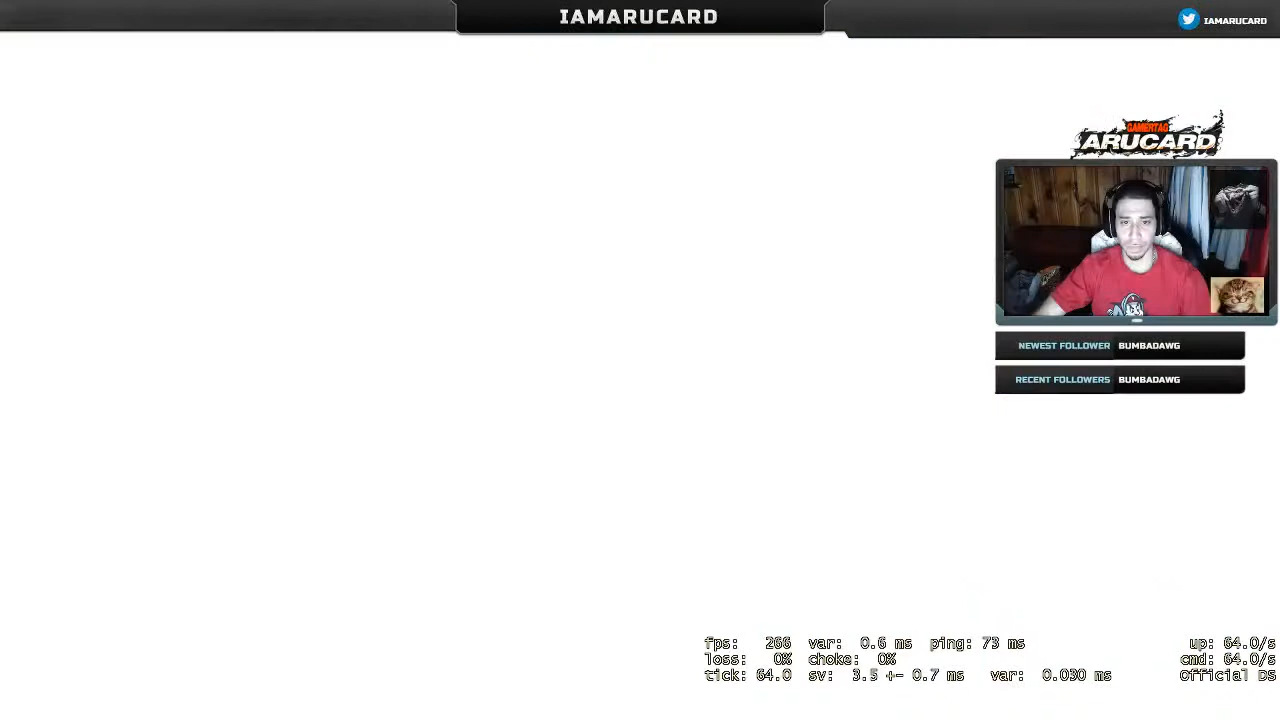 IAMARUCARD
IAMARUCARD
GAMERTAG
ARUCARD
NEWEST FOLLOWER BUMBADAWG
RECENT FOLLOWERS BUMBADAWG
fps: 266 var: 0.6 ms ping: 73 ms up: 64.0/s
loss: 0% choke: 0% cmd: 64.0/s
tick: 64.0 sv: 3.5 +- 0.7 ms var: 0.030 ms Official DS